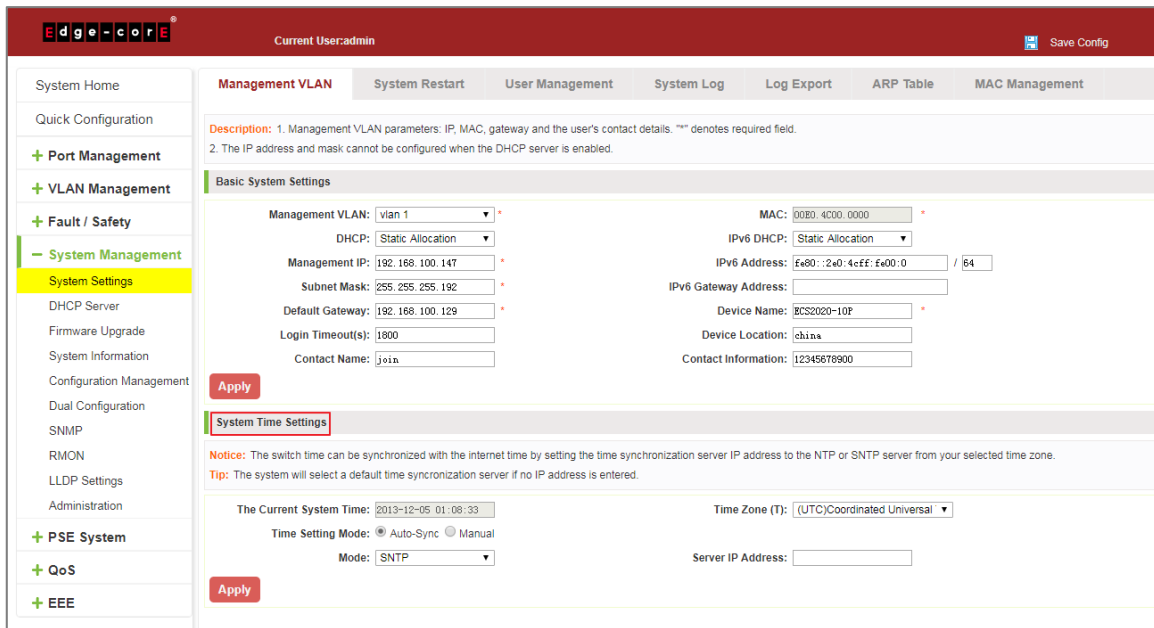 Edge-corE®
Current User:admin
Save Config
System Home
Quick Configuration
+ Port Management
+ VLAN Management
+ Fault / Safety
− System Management
System Settings
DHCP Server
Firmware Upgrade
System Information
Configuration Management
Dual Configuration
SNMP
RMON
LLDP Settings
Administration
+ PSE System
+ QoS
+ EEE
Management VLAN System Restart User Management System Log Log Export ARP Table MAC Management
Description: 1. Management VLAN parameters: IP, MAC, gateway and the user's contact details. "*" denotes required field.
2. The IP address and mask cannot be configured when the DHCP server is enabled.
Basic System Settings
Management VLAN: vlan 1 * MAC: 00E0.4C00.0000 *
DHCP: Static Allocation IPv6 DHCP: Static Allocation
Management IP: 192.168.100.147 * IPv6 Address: fe80::2e0:4cff:fe00:0 / 64
Subnet Mask: 255.255.255.192 * IPv6 Gateway Address:
Default Gateway: 192.168.100.129 * Device Name: ECS2020-10P *
Login Timeout(s): 1800 Device Location: china
Contact Name: join Contact Information: 12345678900
Apply
System Time Settings
Notice: The switch time can be synchronized with the internet time by setting the time synchronization server IP address to the NTP or SNTP server from your selected time zone.
Tip: The system will select a default time syncronization server if no IP address is entered.
The Current System Time: 2013-12-05 01:08:33 Time Zone (T): (UTC)Coordinated Universal
Time Setting Mode: Auto-Sync Manual
Mode: SNTP Server IP Address:
Apply